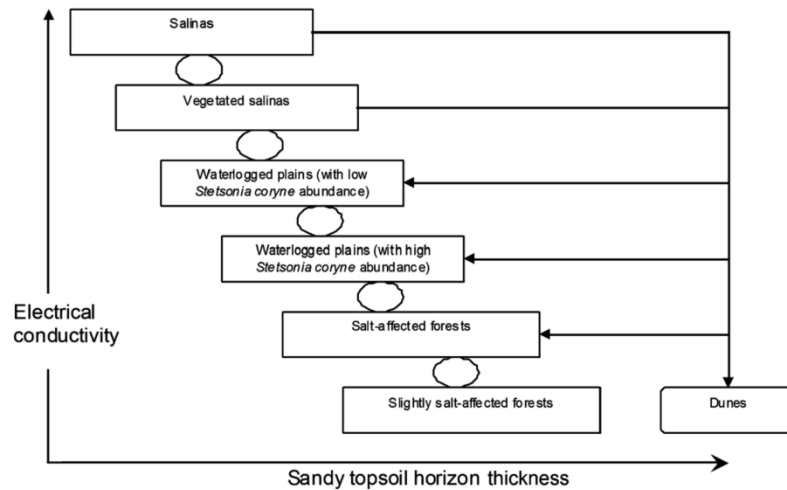 Salinas
Vegetated salinas
Waterlogged plains (with low
Stetsonia coryne abundance)
Waterlogged plains (with high
Stetsonia coryne abundance)
Electrical
conductivity
Salt-affected forests
Slightly salt-affected forests
Dunes
Sandy topsoil horizon thickness